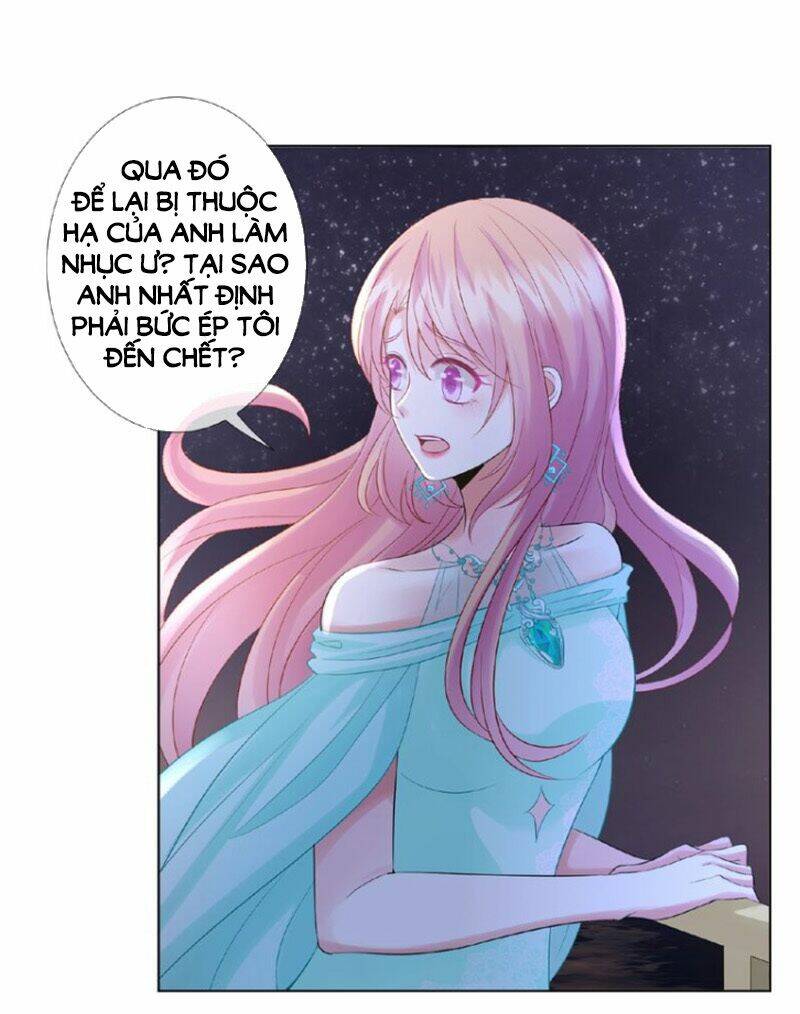 QUA ĐÓ
ĐỂ LẠI BỊ THUỘC
HẠ CỦA ANH LÀM
NHỤC Ư? TẠI SAO
ANH NHẤT ĐỊNH
PHẢI BỨC ÉP TÔI
ĐẾN CHẾT?